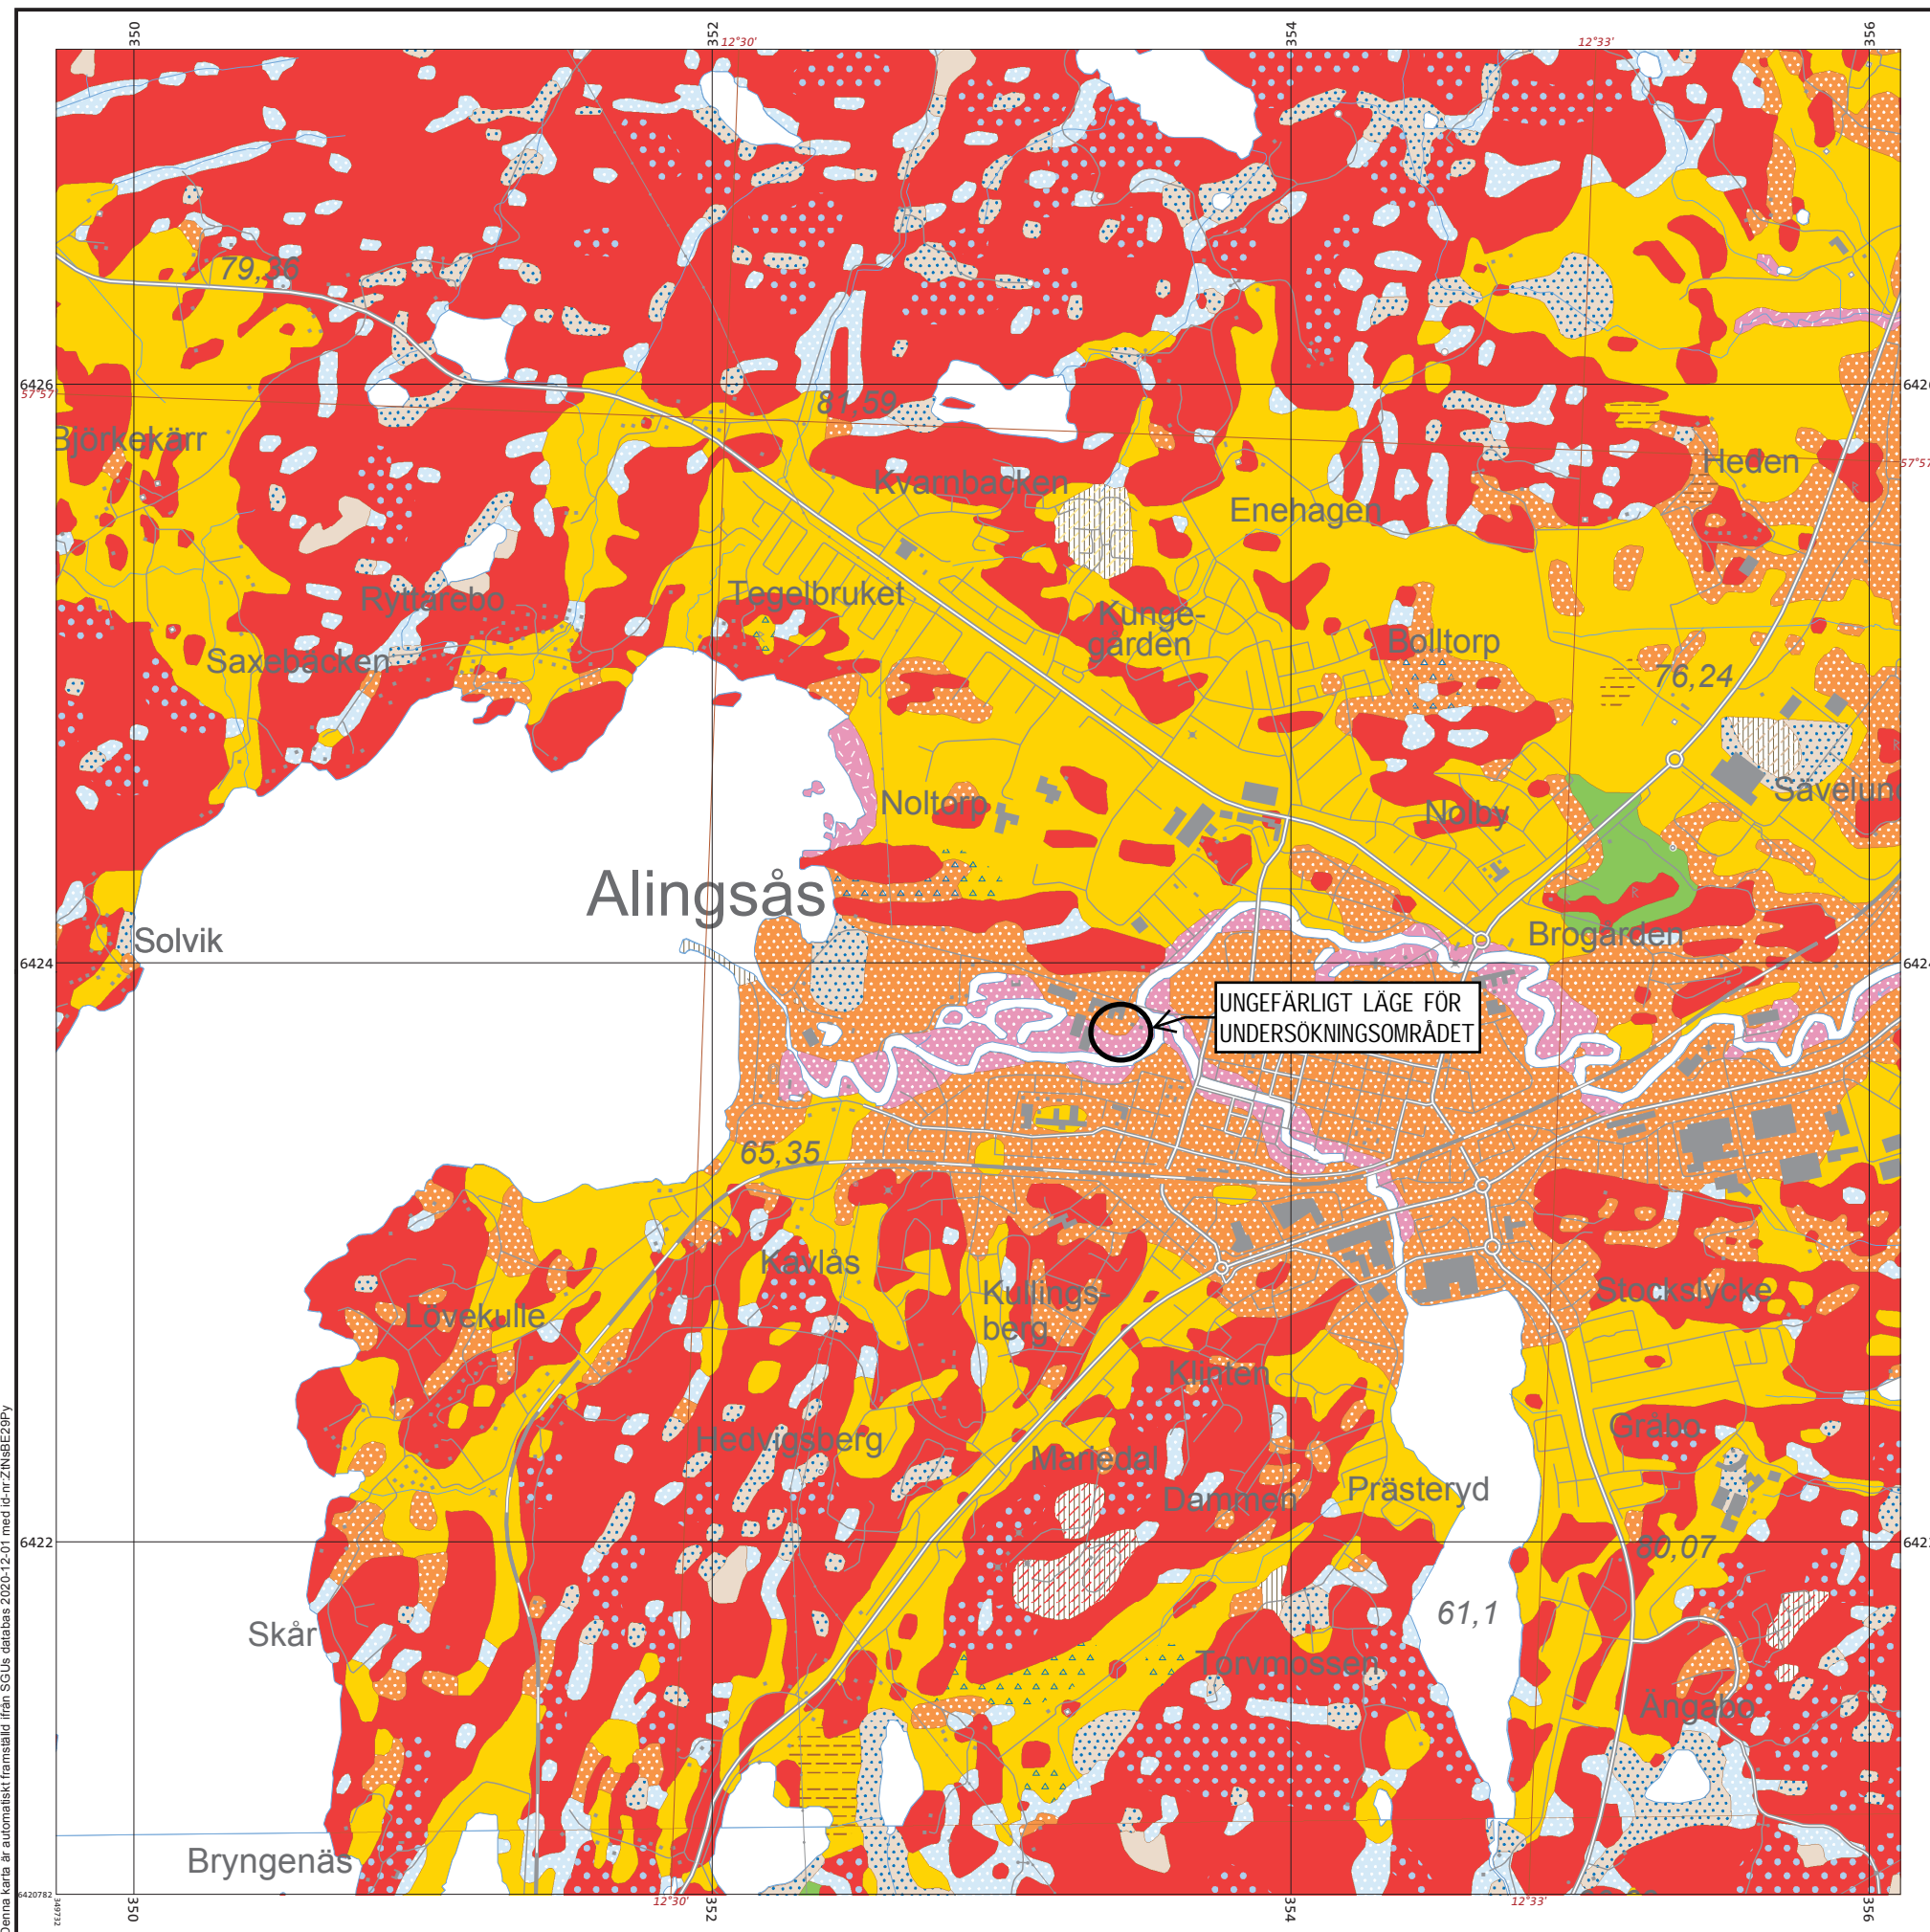 350
352
12°30'
354
12°33'
356
79,36
6426
6426
57°57'
81,59
Björkekärr
Kvarnbacken
Heden
57°57'
Enehagen
Ryttarebo
Tegelbruket
Kunge-
gården
Bolltorp
Saxebäcken
76,24
Noltorp
Nolby
Sävelund
Alingsås
Solvik
Brogården
6424
6424
UNGEFÄRLIGT LÄGE FÖR
UNDERSÖKNINGSOMRÅDET
65,35
Kavlås
Kullings-
berg
Stockslycke
Lövekulle
Klinten
Hedvigsberg
Mariedal
Gräbo
Dammen
Prästeryd
6422
6422
80,07
Skår
61,1
Torvmossen
Ängabo
Bryngenäs
6420782
349732
350
12°30'
352
354
12°33'
356
Denna karta är automatiskt framställd ifrån SGUs databas 2020-12-01 med id-nr:ZtNsBE29Py